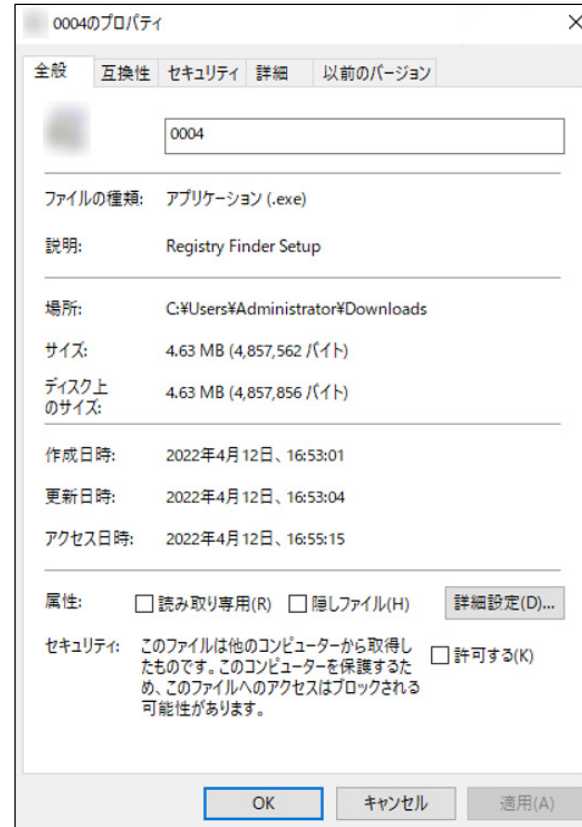 0004のプロパティ
全般 互換性 セキュリティ 詳細 以前のバージョン
0004
ファイルの種類: アプリケーション (.exe)
説明: Registry Finder Setup
場所: C:¥Users¥Administrator¥Downloads
サイズ: 4.63 MB (4,857,562 バイト)
ディスク上
のサイズ: 4.63 MB (4,857,856 バイト)
作成日時: 2022年4月12日、16:53:01
更新日時: 2022年4月12日、16:53:04
アクセス日時: 2022年4月12日、16:55:15
属性: 読み取り専用(R) 隠しファイル(H) 詳細設定(D)...
セキュリティ: このファイルは他のコンピューターから取得し
たものです。このコンピューターを保護するた
め、このファイルへのアクセスはブロックされる
可能性があります。
許可する(K)
OK キャンセル 適用(A)